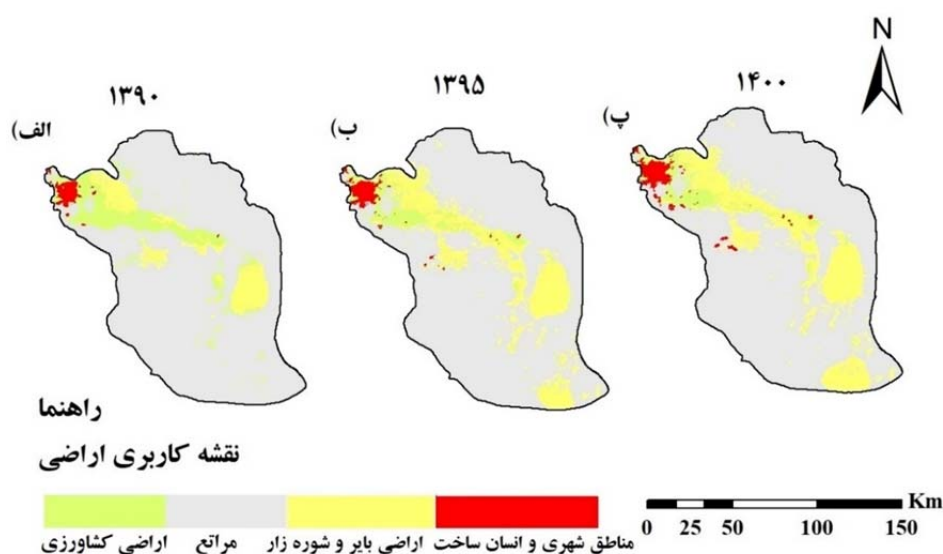 N
۱۳۹۰
۱۳۹۵
۱۴۰۰
الف)
ب)
پ)
راهنما
نقشه کاربری اراضی
اراضی کشاورزی
مراتع
اراضی بایر و شوره زار
مناطق شهری و انسان ساخت
Km
0 25 50 100 150